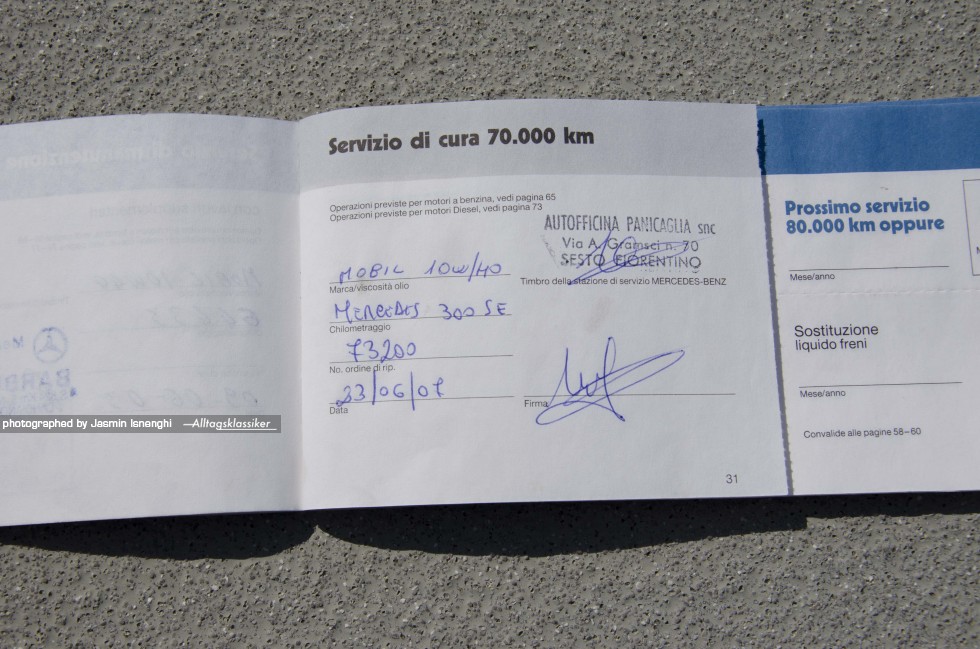 Servizio di cura 70.000 km
Operazioni previste per motori a benzina, vedi pagina 65
Operazioni previste per motori Diesel, vedi pagina 73
AUTOFFICINA PANICAGLIA snc
Via A. Gramsci n. 70
SESTO FIORENTINO
Timbro della stazione di servizio MERCEDES-BENZ
MOBIL 10W/40
Marca/viscosità olio
MERCEDES 300 SE
Chilometraggio
73200
No. ordine di rip.
23/06/07
Data
Firma
31
Prossimo servizio
80.000 km oppure
Mese/anno
Sostituzione
liquido freni
Mese/anno
Convalide alle pagine 58–60
photographed by Jasmin Ianenghi —Alltagsklassiker